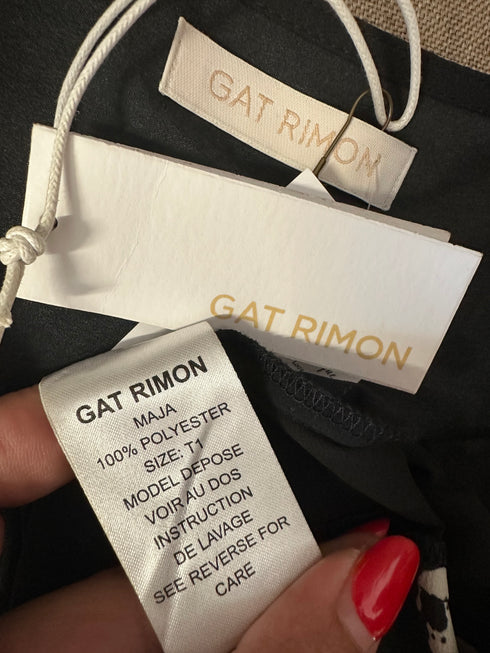 GAT RIMON
GAT RIMON
GAT RIMON
MAJA
100% POLYESTER
SIZE: T1
MODEL DEPOSE
VOIR AU DOS
INSTRUCTION
DE LAVAGE
SEE REVERSE FOR
CARE